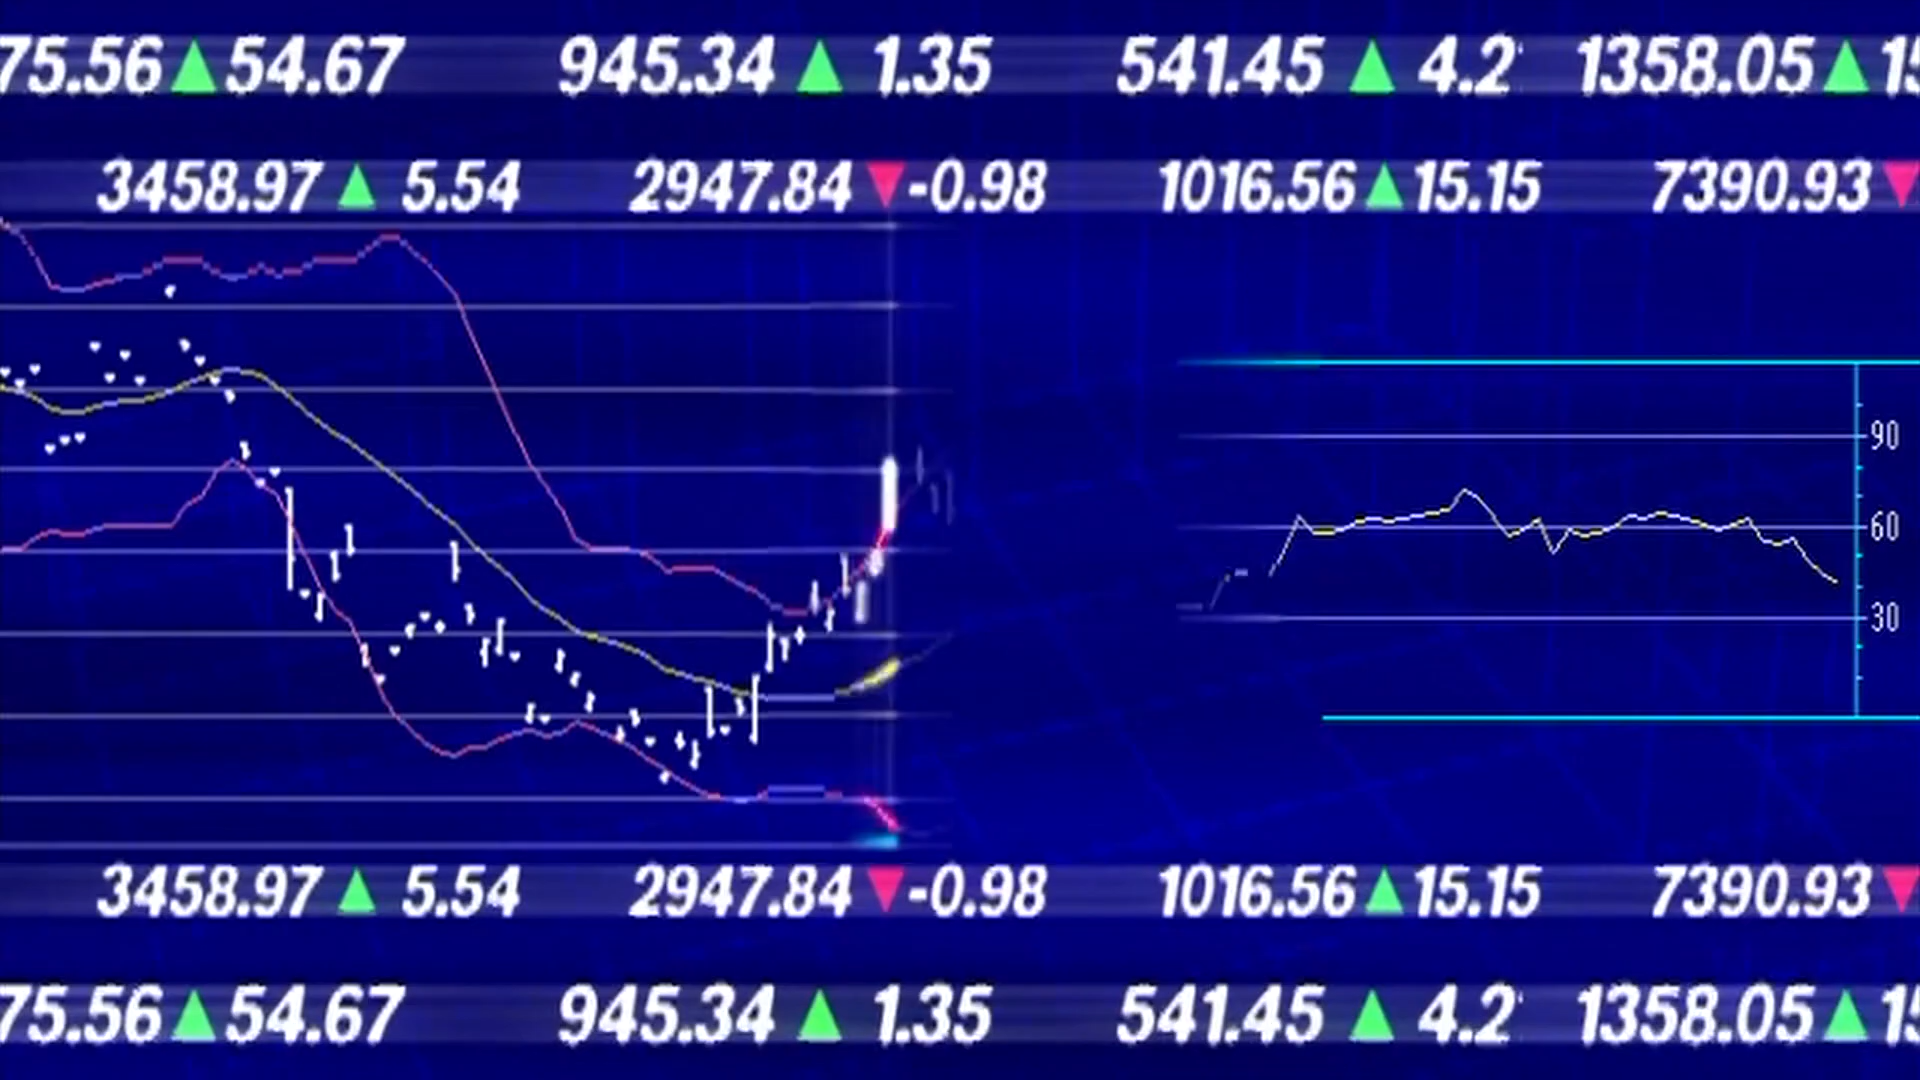 75.56 ▲ 54.67 945.34 ▲ 1.35 541.45 ▲ 4.2 1358.05 ▲ 15
3458.97 ▲ 5.54 2947.84 ▼ -0.98 1016.56 ▲ 15.15 7390.93 ▼
90
60
30
3458.97 ▲ 5.54 2947.84 ▼ -0.98 1016.56 ▲ 15.15 7390.93 ▼
75.56 ▲ 54.67 945.34 ▲ 1.35 541.45 ▲ 4.2 1358.05 ▲ 15